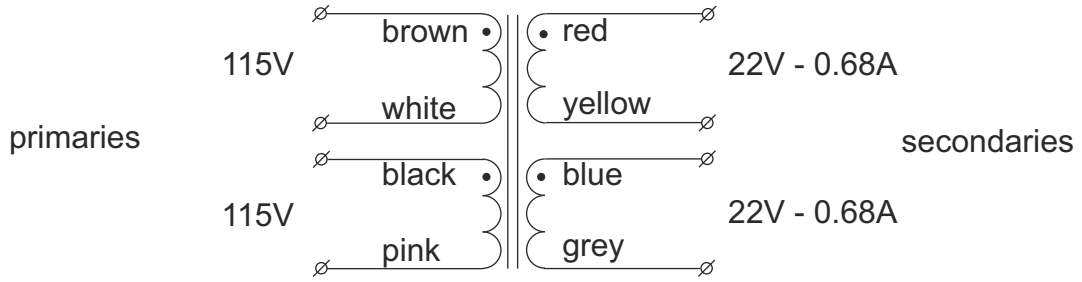 brown
red
115V
22V - 0.68A
white
yellow
primaries
secondaries
black
blue
115V
22V - 0.68A
pink
grey